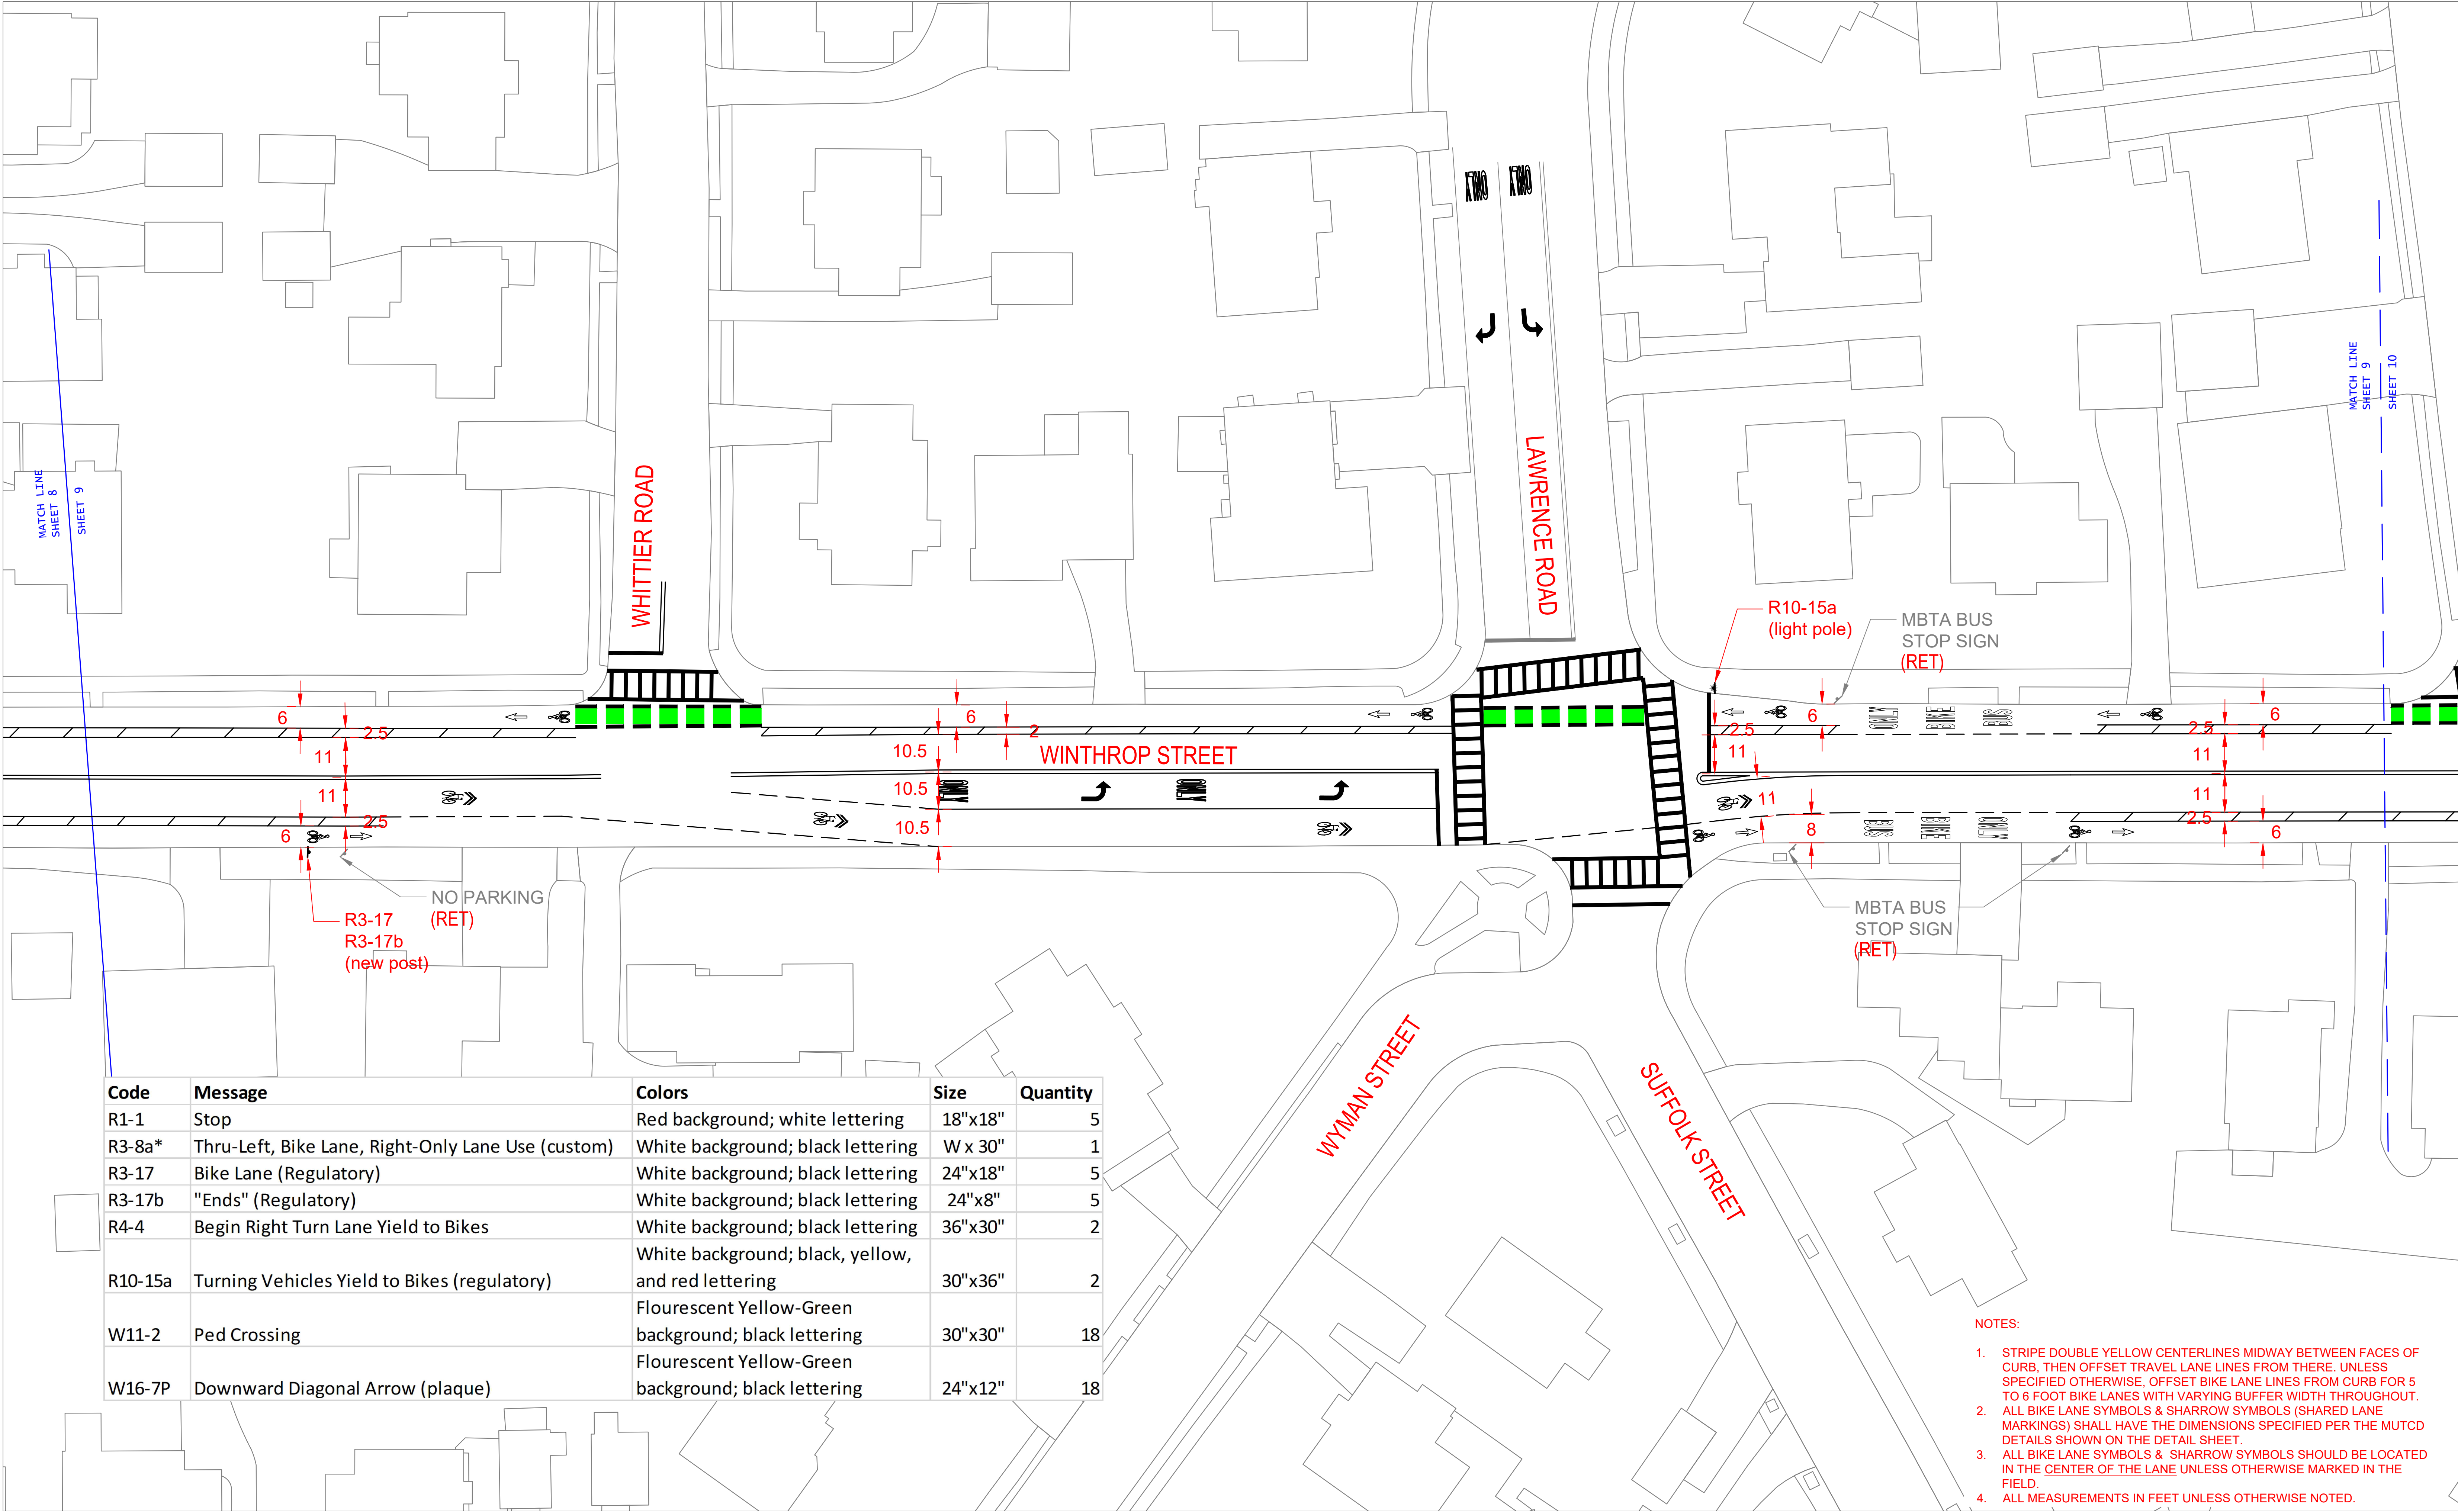 ONLY ONLY
MATCH LINE
SHEET 9
SHEET 10
MATCH LINE
SHEET 8
SHEET 9
WHITTIER ROAD
LAWRENCE ROAD
R10-15a
(light pole)
MBTA BUS
STOP SIGN
(RET)
6
2.5
11
11
2.5
6
6
2
10.5
WINTHROP STREET
10.5
ONLY
ONLY
10.5
2.5
11
6
ONLY BIKE BUS
11
8
BUS BIKE ONLY
6
2.5
11
11
2.5
6
NO PARKING
(RET)
R3-17
R3-17b
(new post)
MBTA BUS
STOP SIGN
(RET)
WYMAN STREET
SUFFOLK STREET
Code Message Colors Size Quantity
R1-1 Stop Red background; white lettering 18"x18" 5
R3-8a* Thru-Left, Bike Lane, Right-Only Lane Use (custom) White background; black lettering W x 30" 1
R3-17 Bike Lane (Regulatory) White background; black lettering 24"x18" 5
R3-17b "Ends" (Regulatory) White background; black lettering 24"x8" 5
R4-4 Begin Right Turn Lane Yield to Bikes White background; black lettering 36"x30" 2
White background; black, yellow,
R10-15a Turning Vehicles Yield to Bikes (regulatory) and red lettering 30"x36" 2
Flourescent Yellow-Green
W11-2 Ped Crossing background; black lettering 30"x30" 18
Flourescent Yellow-Green
W16-7P Downward Diagonal Arrow (plaque) background; black lettering 24"x12" 18
NOTES:
1. STRIPE DOUBLE YELLOW CENTERLINES MIDWAY BETWEEN FACES OF
CURB, THEN OFFSET TRAVEL LANE LINES FROM THERE. UNLESS
SPECIFIED OTHERWISE, OFFSET BIKE LANE LINES FROM CURB FOR 5
TO 6 FOOT BIKE LANES WITH VARYING BUFFER WIDTH THROUGHOUT.
2. ALL BIKE LANE SYMBOLS & SHARROW SYMBOLS (SHARED LANE
MARKINGS) SHALL HAVE THE DIMENSIONS SPECIFIED PER THE MUTCD
DETAILS SHOWN ON THE DETAIL SHEET.
3. ALL BIKE LANE SYMBOLS & SHARROW SYMBOLS SHOULD BE LOCATED
IN THE CENTER OF THE LANE UNLESS OTHERWISE MARKED IN THE
FIELD.
4. ALL MEASUREMENTS IN FEET UNLESS OTHERWISE NOTED.